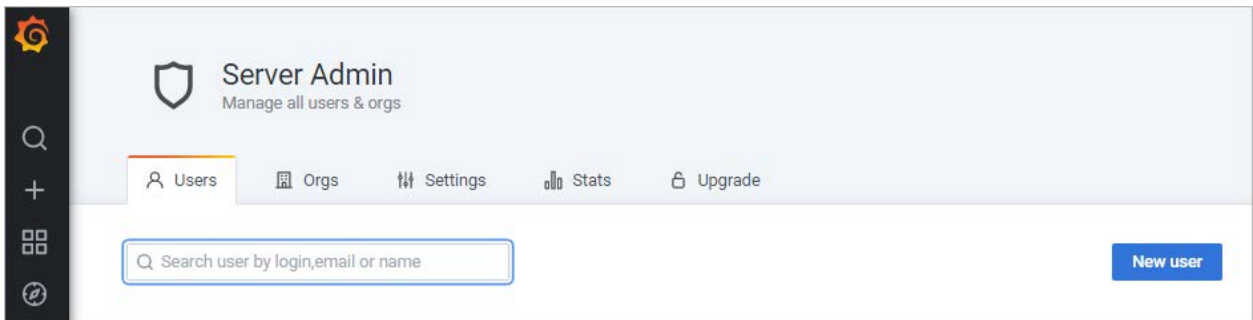 Server Admin
Manage all users & orgs
Users Orgs Settings Stats Upgrade
Search user by login,email or name
New user